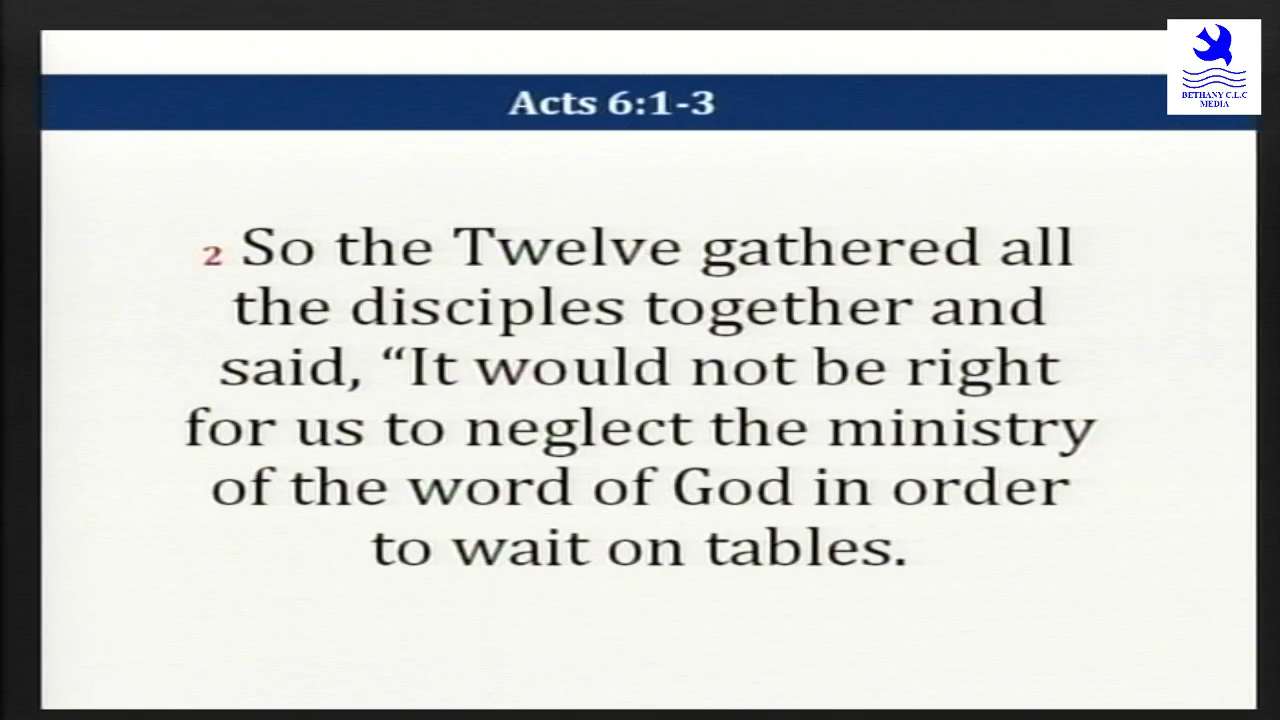 Acts 6:1-3
BETHANY C.L.C
MEDIA
2 So the Twelve gathered all
the disciples together and
said, “It would not be right
for us to neglect the ministry
of the word of God in order
to wait on tables.